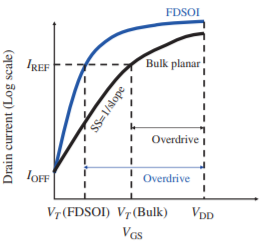 FDSOI
Drain current (Log scale)
I_REF
Bulk planar
SS=1/slope
Overdrive
I_OFF
Overdrive
V_T (FDSOI) V_T (Bulk) V_DD
V_GS